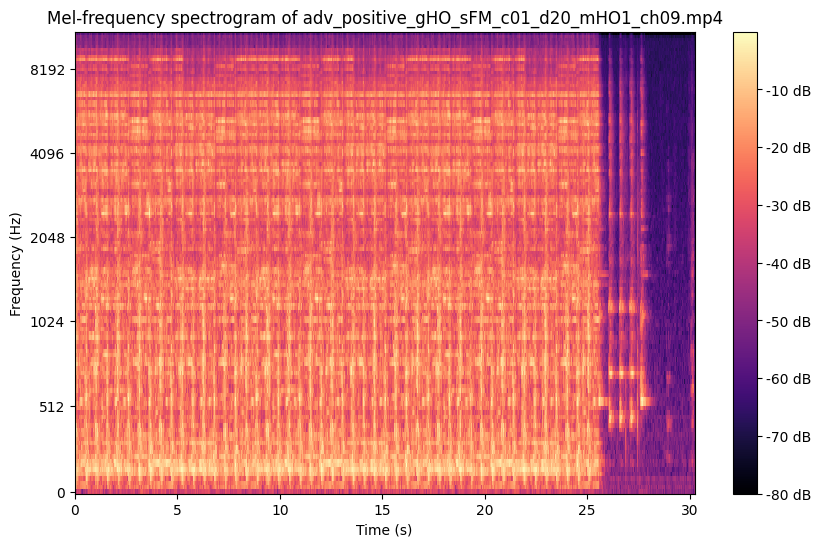 Mel-frequency spectrogram of adv_positive_gHO_sFM_c01_d20_mHO1_ch09.mp4
8192
4096
2048
1024
512
0
Frequency (Hz)
0 5 10 15 20 25 30
Time (s)
-10 dB
-20 dB
-30 dB
-40 dB
-50 dB
-60 dB
-70 dB
-80 dB